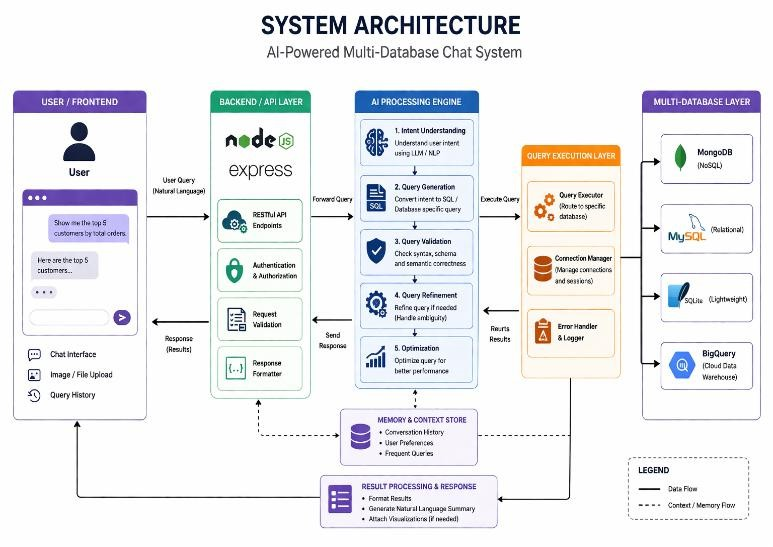 SYSTEM ARCHITECTURE
AI-Powered Multi-Database Chat System
USER / FRONTEND
User
Show me the top 5
customers by total orders.
Here are the top 5
customers...
Chat Interface
Image / File Upload
Query History
User Query
(Natural Language)
Response
(Results)
BACKEND / API LAYER
node JS
express
RESTful API
Endpoints
Authentication
& Authorization
Request
Validation
{..}
Response
Formatter
Forward Query
Send
Response
AI PROCESSING ENGINE
1. Intent Understanding
Understand user intent
using LLM / NLP
SQL
2. Query Generation
Convert intent to SQL /
Database specific query
3. Query Validation
Check syntax, schema
and semantic correctness
4. Query Refinement
Refine query if needed
(Handle ambiguity)
5. Optimization
Optimize query for
better performance
Execute Query
Reurts
Results
QUERY EXECUTION LAYER
Query Executor
(Route to specific
database)
Connection Manager
(Manage connections
and sessions)
Error Handler
& Logger
MULTI-DATABASE LAYER
MongoDB
(NoSQL)
MySQL
(Relational)
SQLite
(Lightweight)
BigQuery
(Cloud Data
Warehouse)
MEMORY & CONTEXT STORE
• Conversation History
• User Preferences
• Frequent Queries
RESULT PROCESSING & RESPONSE
• Format Results
• Generate Natural Language Summary
• Attach Visualizations (if needed)
LEGEND
Data Flow
Context / Memory Flow